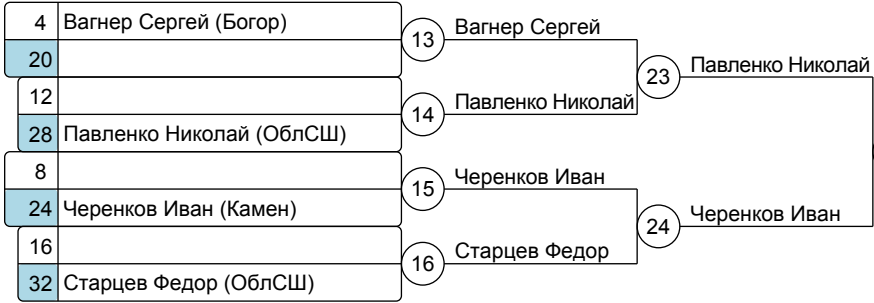 4 Вагнер Сергей (Богор)
20
13 Вагнер Сергей
12
28 Павленко Николай (ОблСШ)
14 Павленко Николай
23 Павленко Николай
8
24 Черенков Иван (Камен)
15 Черенков Иван
16
32 Старцев Федор (ОблСШ)
16 Старцев Федор
24 Черенков Иван